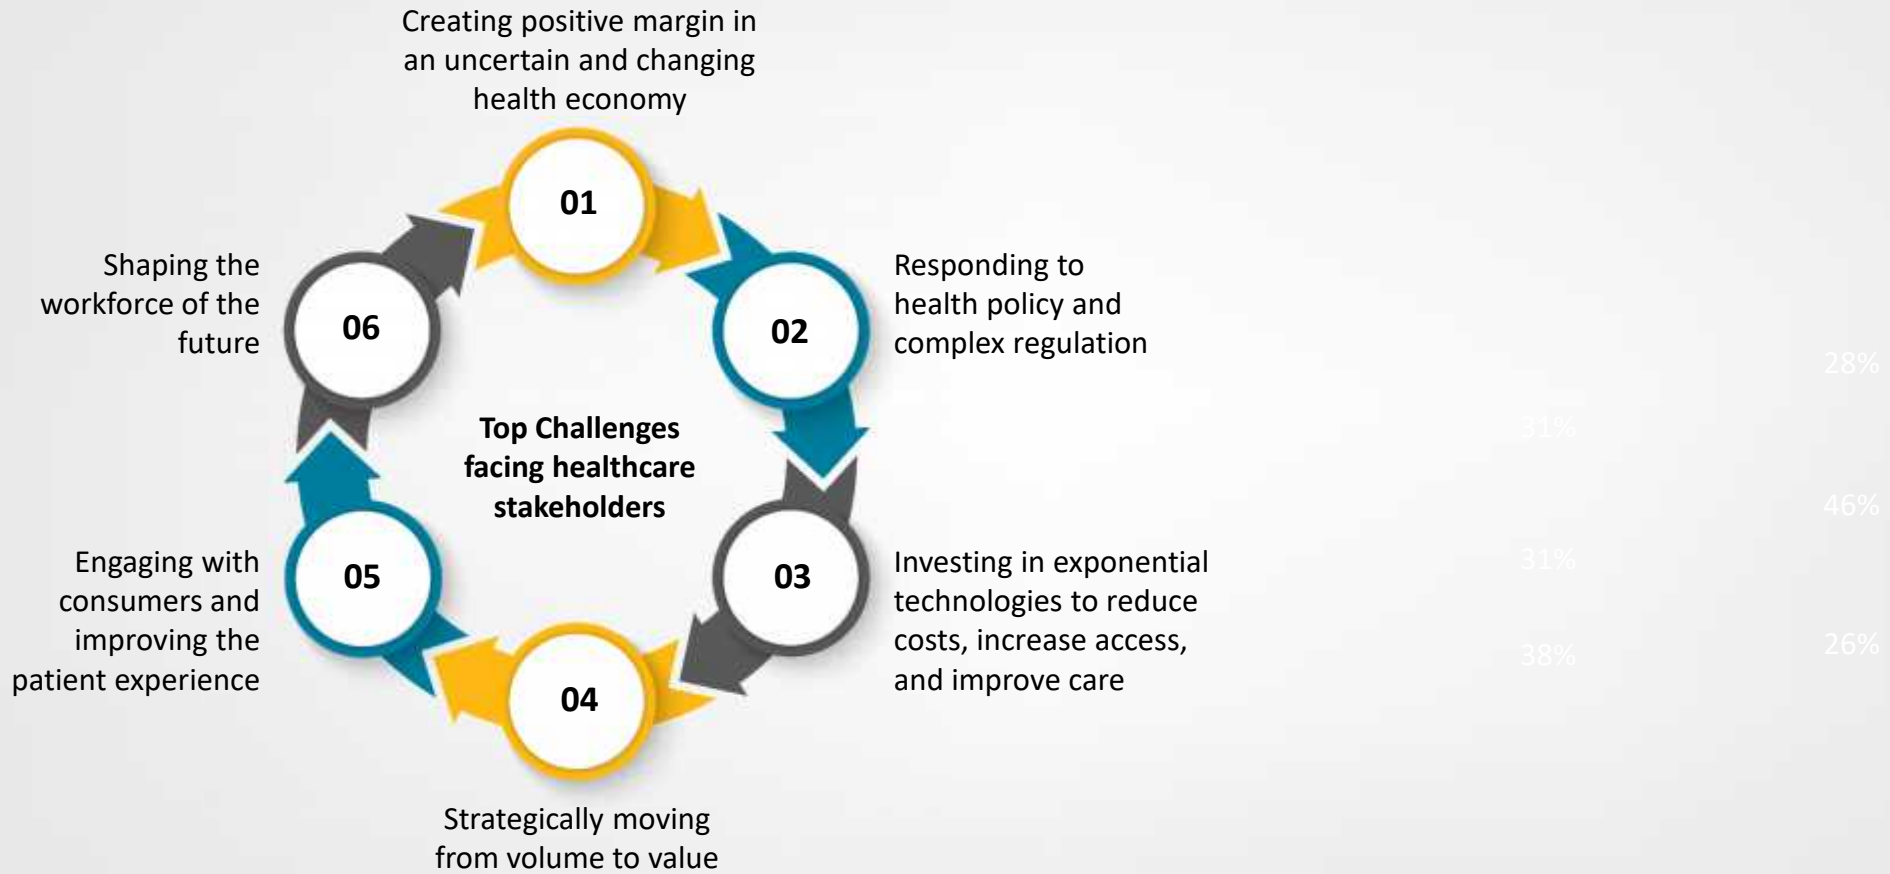 Creating positive margin in
an uncertain and changing
health economy
01
Responding to
health policy and
complex regulation
02
Investing in exponential
technologies to reduce
costs, increase access,
and improve care
03
Strategically moving
from volume to value
04
Engaging with
consumers and
improving the
patient experience
05
Shaping the
workforce of the
future
06
Top Challenges
facing healthcare
stakeholders
28%
31%
46%
31%
38%
26%